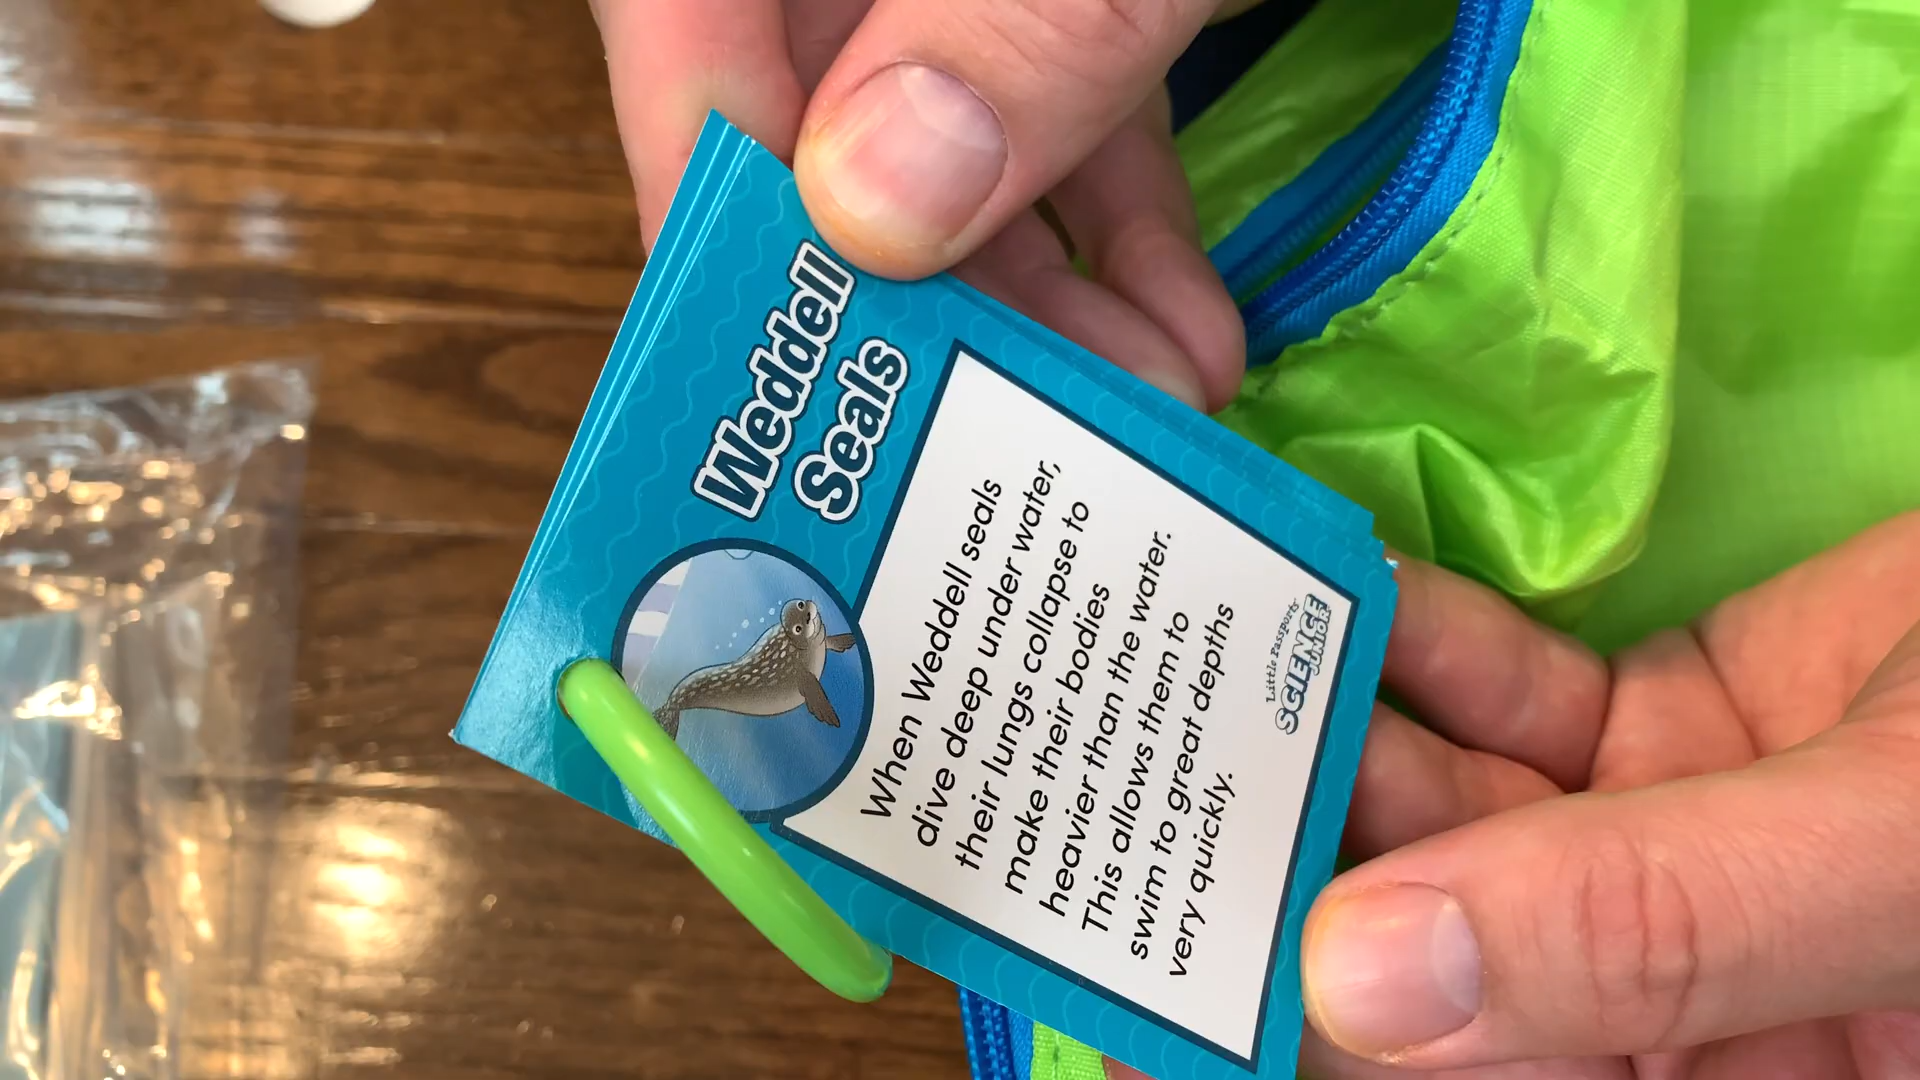 Weddell
Seals
When Weddell seals
dive deep under water,
their lungs collapse to
make their bodies
heavier than the water.
This allows them to
swim to great depths
very quickly.
Little Passports
SCIENCE
JUNIOR